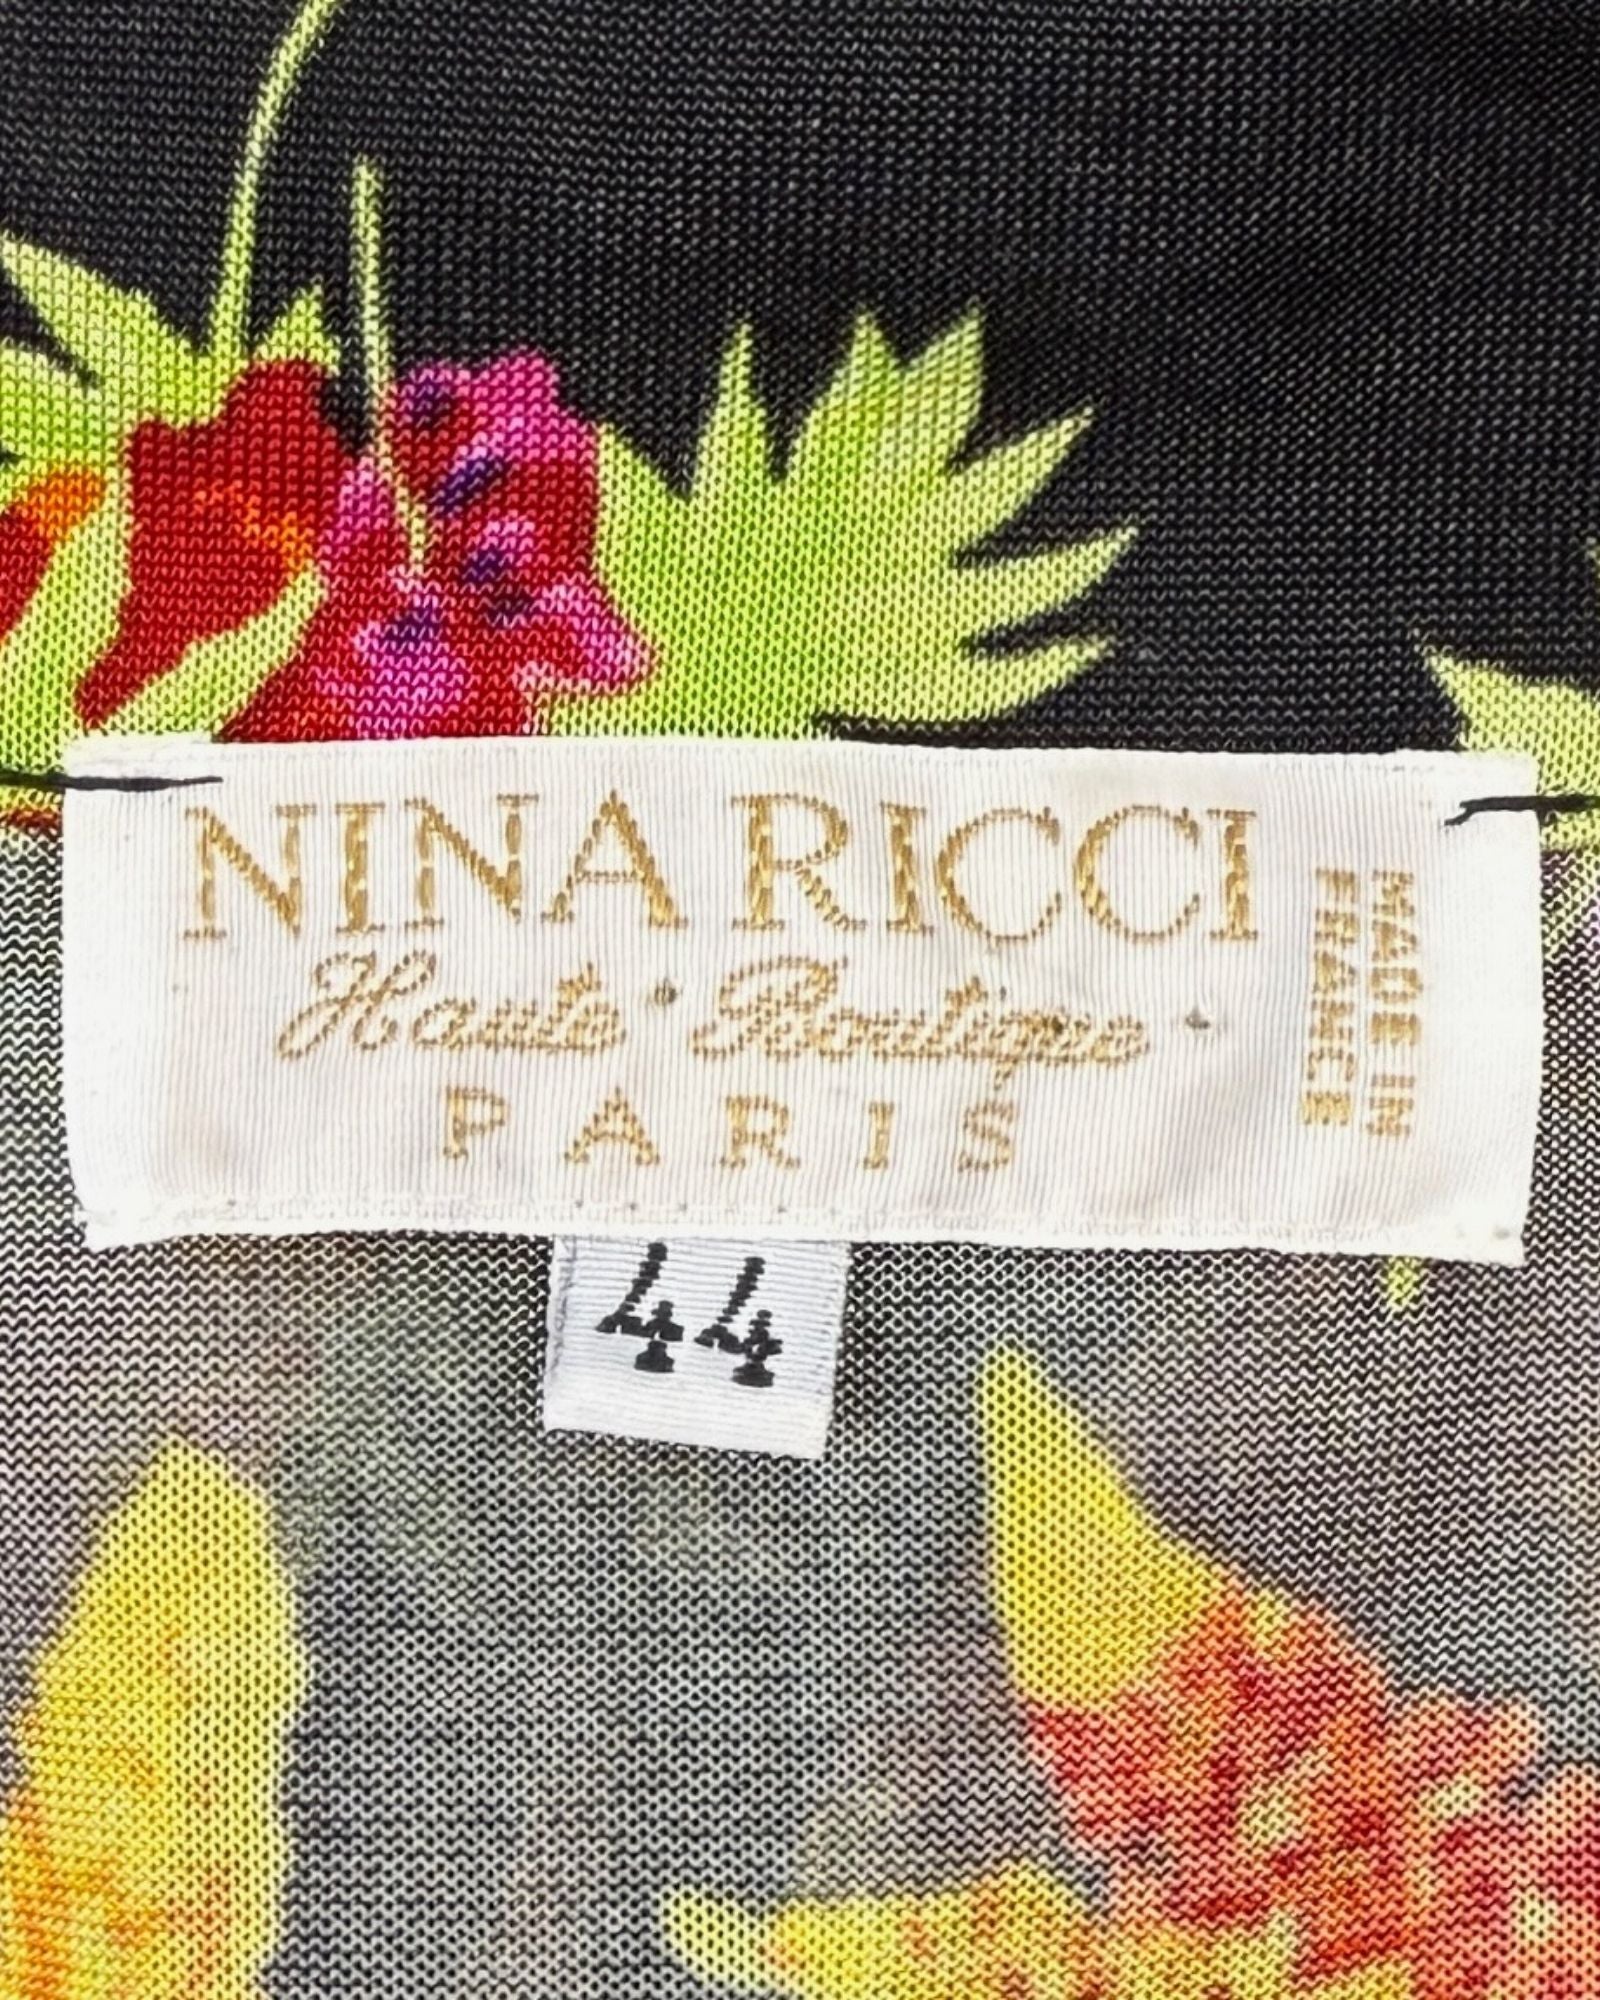 NINA RICCI
Haute · Boutique ·
PARIS
MADE IN
FRANCE
44